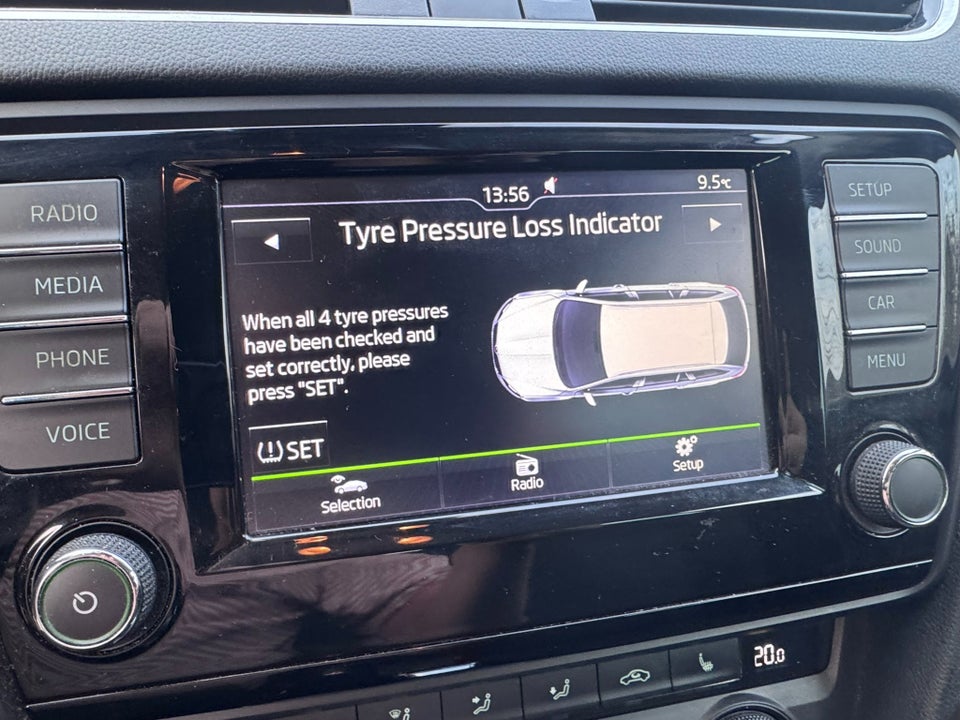 13:56
9.5°C
Tyre Pressure Loss Indicator
When all 4 tyre pressures
have been checked and
set correctly, please
press "SET".
(!) SET
Selection
Radio
Setup
RADIO
MEDIA
PHONE
VOICE
SETUP
SOUND
CAR
MENU
20.0